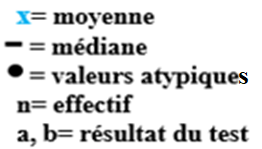 x= moyenne
– = médiane
● = valeurs atypiques
n= effectif
a, b= résultat du test